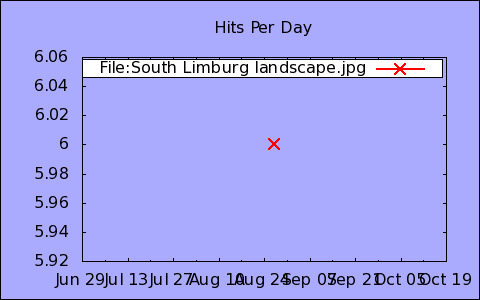 Hits Per Day
6.06
File:South Limburg landscape.jpg
6.04
6.02
6
5.98
5.96
5.94
5.92
Jun 29 Jul 13 Jul 27 Aug 10 Aug 24 Sep 07 Sep 21 Oct 05 Oct 19